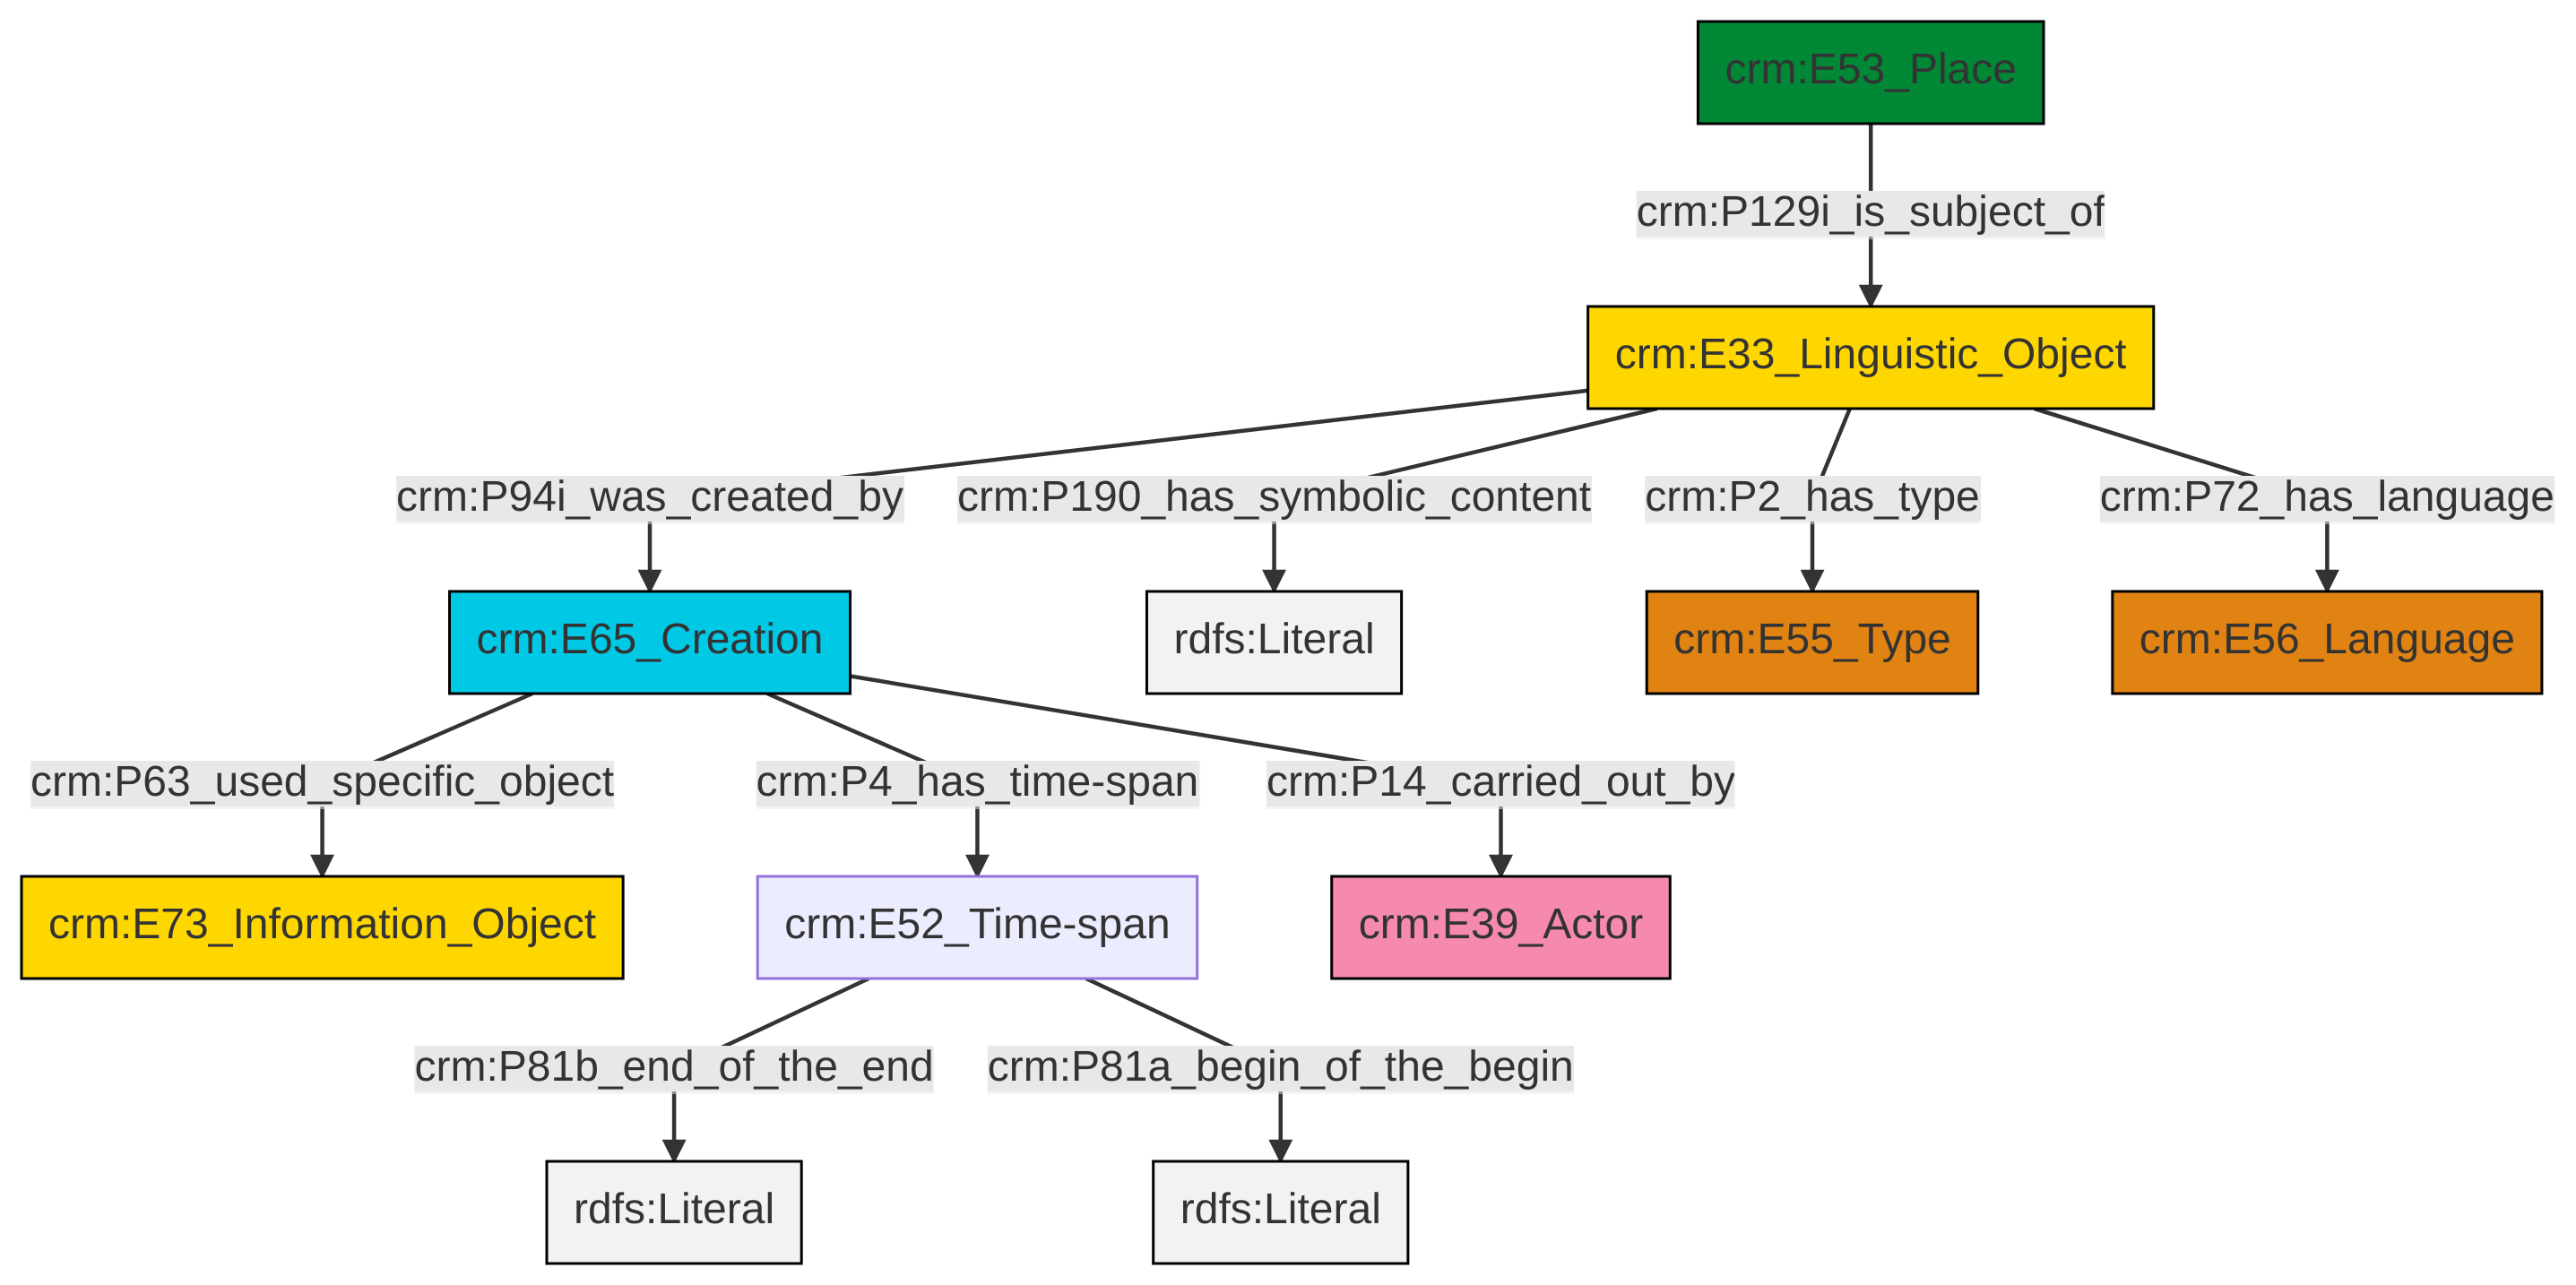 crm:E53_Place
crm:P129i_is_subject_of
crm:E33_Linguistic_Object
crm:P94i_was_created_by
crm:P190_has_symbolic_content
crm:P2_has_type
crm:P72_has_language
crm:E65_Creation
rdfs:Literal
crm:E55_Type
crm:E56_Language
crm:P63_used_specific_object
crm:P4_has_time-span
crm:P14_carried_out_by
crm:E73_Information_Object
crm:E52_Time-span
crm:E39_Actor
crm:P81b_end_of_the_end
crm:P81a_begin_of_the_begin
rdfs:Literal
rdfs:Literal